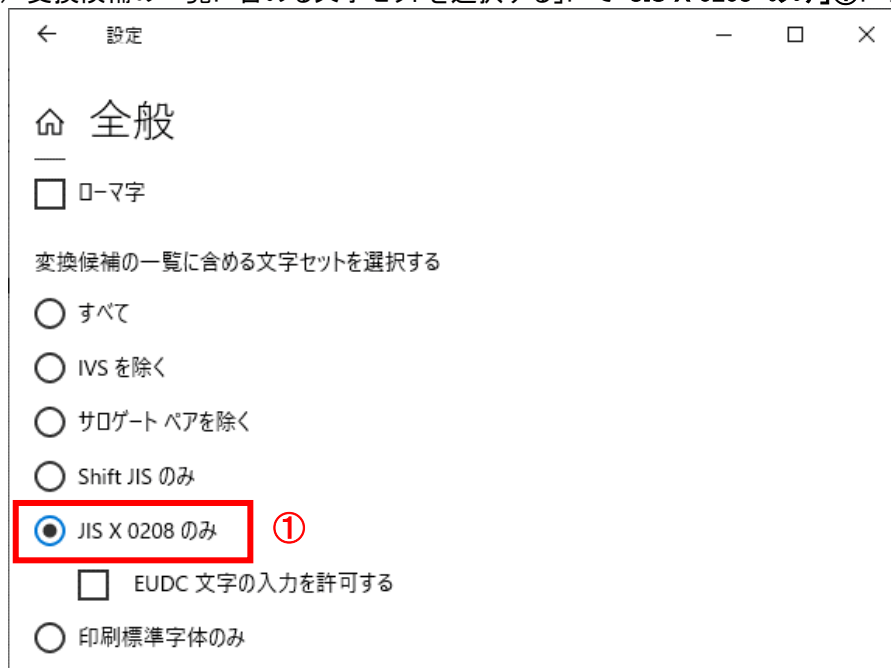 ← 設定
全般
ローマ字
変換候補の一覧に含める文字セットを選択する
すべて
IVS を除く
サロゲート ペアを除く
Shift JIS のみ
JIS X 0208 のみ ①
EUDC 文字の入力を許可する
印刷標準字体のみ